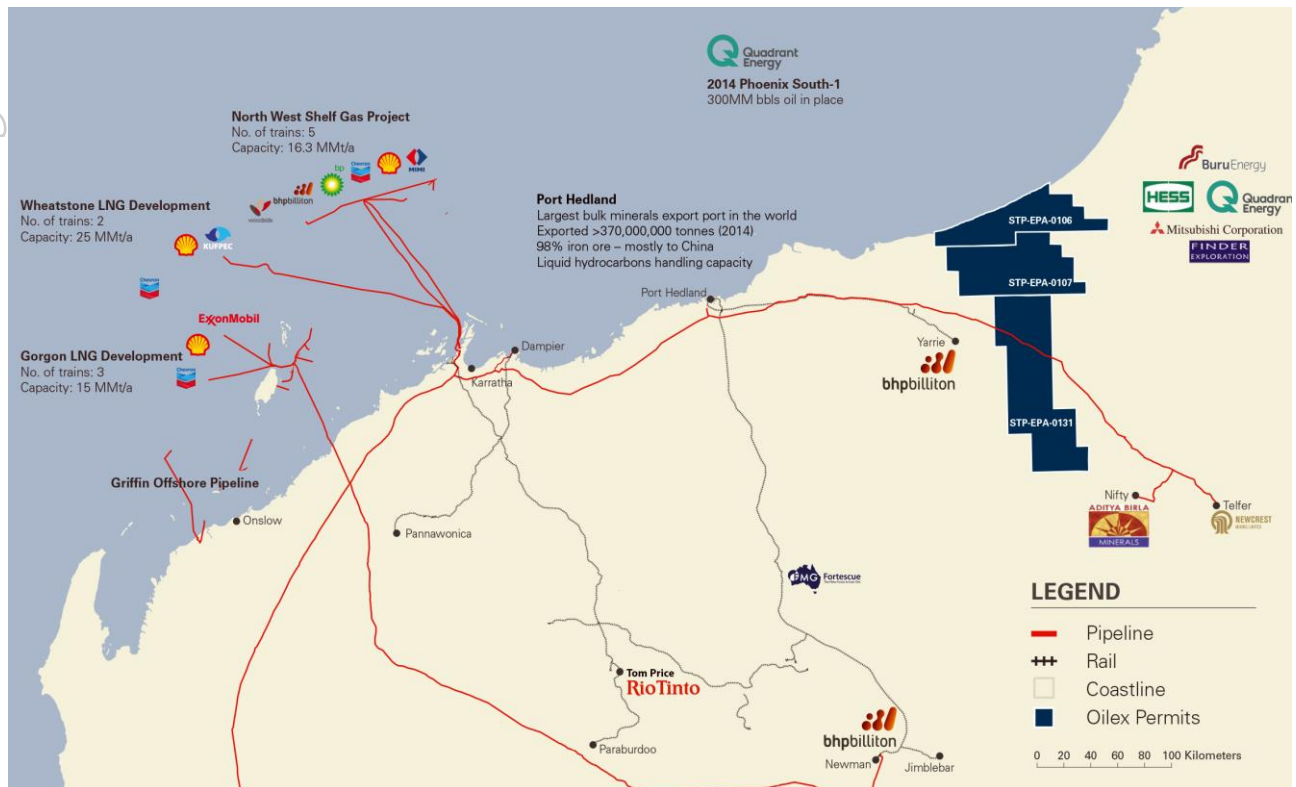 Quadrant
Energy
2014 Phoenix South-1
300MM bbls oil in place
North West Shelf Gas Project
No. of trains: 5
Capacity: 16.3 MMt/a
bp
Chevron
MIMI
bhpbilliton
woodside
Wheatstone LNG Development
No. of trains: 2
Capacity: 25 MMt/a
KUFPEC
Chevron
ExxonMobil
Gorgon LNG Development
No. of trains: 3
Capacity: 15 MMt/a
Chevron
Griffin Offshore Pipeline
Onslow
Port Hedland
Largest bulk minerals export port in the world
Exported >370,000,000 tonnes (2014)
98% iron ore – mostly to China
Liquid hydrocarbons handling capacity
Port Hedland
Dampier
Karratha
Pannawonica
Yarrie
bhpbilliton
STP-EPA-0106
STP-EPA-0107
STP-EPA-0131
BuruEnergy
HESS
Quadrant
Energy
Mitsubishi Corporation
FINDER
EXPLORATION
Nifty
ADITYA BIRLA
MINERALS
Telfer
NEWCREST
FMG Fortescue
Tom Price
RioTinto
Paraburdoo
bhpbilliton
Newman
Jimblebar
LEGEND
Pipeline
Rail
Coastline
Oilex Permits
0 20 40 60 80 100 Kilometers